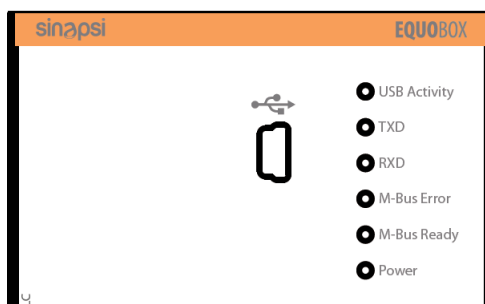 sinapsi EQUOBOX
USB Activity
TXD
RXD
M-Bus Error
M-Bus Ready
Power